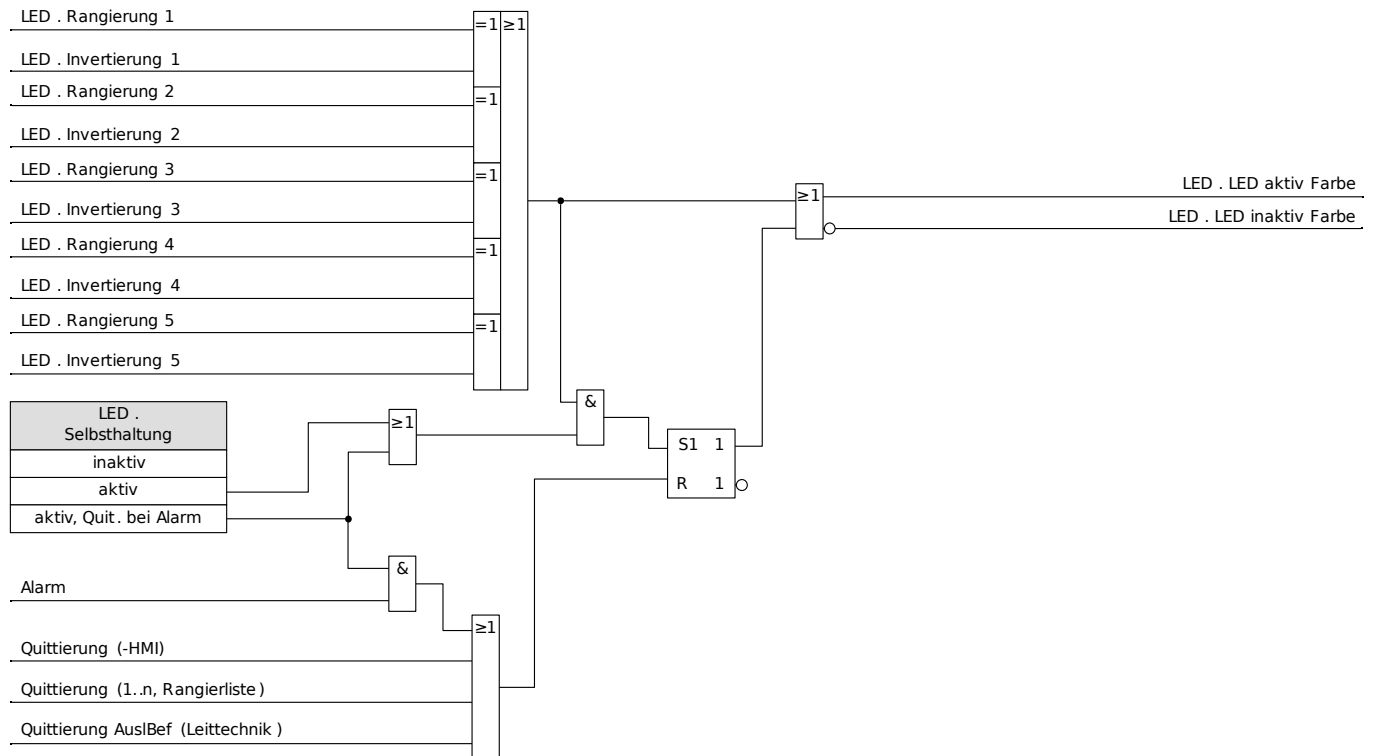 LED . Rangierung 1
=1 ≥1
LED . Invertierung 1
LED . Rangierung 2
=1
LED . Invertierung 2
LED . Rangierung 3
=1
LED . Invertierung 3
LED . Rangierung 4
=1
LED . Invertierung 4
LED . Rangierung 5
=1
LED . Invertierung 5
≥1
LED . LED aktiv Farbe
LED . LED inaktiv Farbe
LED .
Selbsthaltung
inaktiv
aktiv
aktiv, Quit. bei Alarm
≥1
&
S1 1
R 1
&
Alarm
≥1
Quittierung (-HMI)
Quittierung (1..n, Rangierliste)
Quittierung AuslBef (Leittechnik)